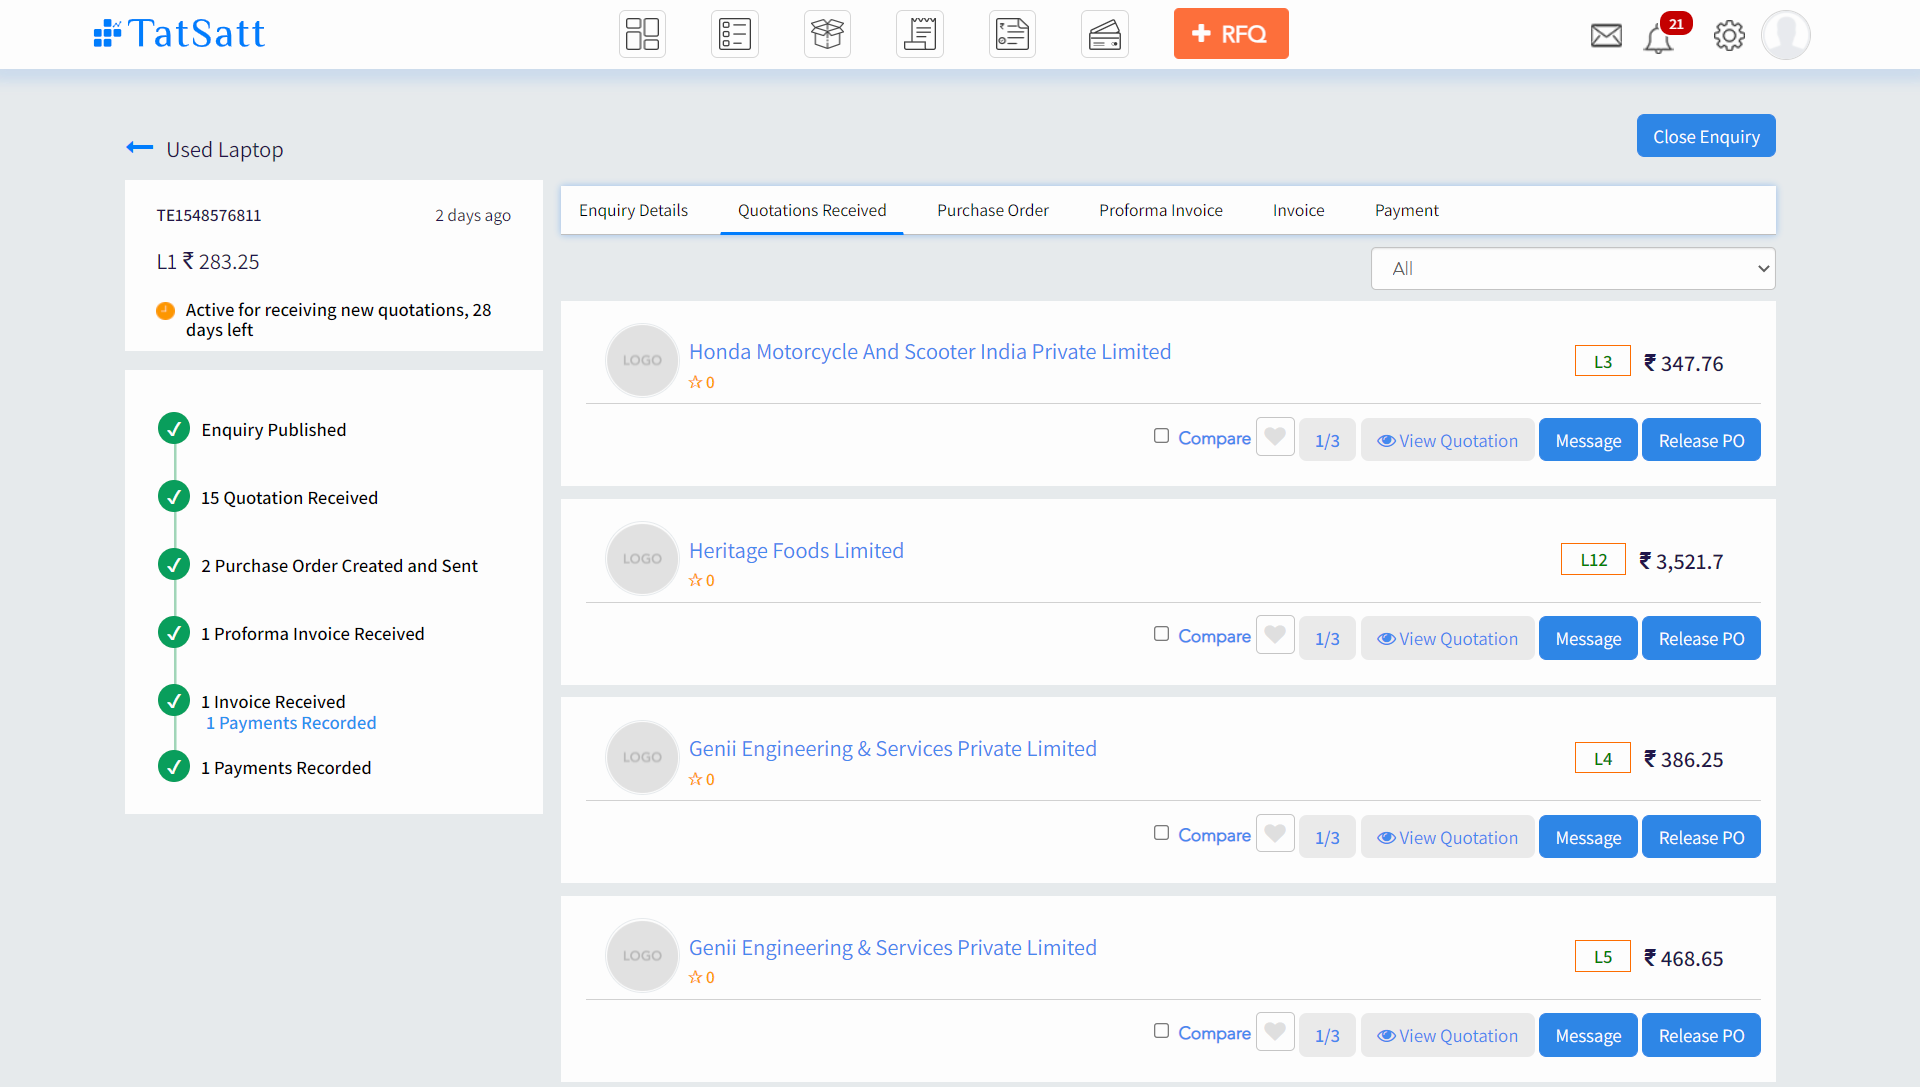 TatSatt
RFQ
21
Used Laptop
Close Enquiry
TE1548576811
2 days ago
L1 ₹ 283.25
Active for receiving new quotations, 28
days left
Enquiry Published
15 Quotation Received
2 Purchase Order Created and Sent
1 Proforma Invoice Received
1 Invoice Received
1 Payments Recorded
1 Payments Recorded
Enquiry Details
Quotations Received
Purchase Order
Proforma Invoice
Invoice
Payment
All
LOGO
Honda Motorcycle And Scooter India Private Limited
0
L3
₹ 347.76
Compare
1/3
View Quotation
Message
Release PO
LOGO
Heritage Foods Limited
0
L12
₹ 3,521.7
Compare
1/3
View Quotation
Message
Release PO
LOGO
Genii Engineering & Services Private Limited
0
L4
₹ 386.25
Compare
1/3
View Quotation
Message
Release PO
LOGO
Genii Engineering & Services Private Limited
0
L5
₹ 468.65
Compare
1/3
View Quotation
Message
Release PO